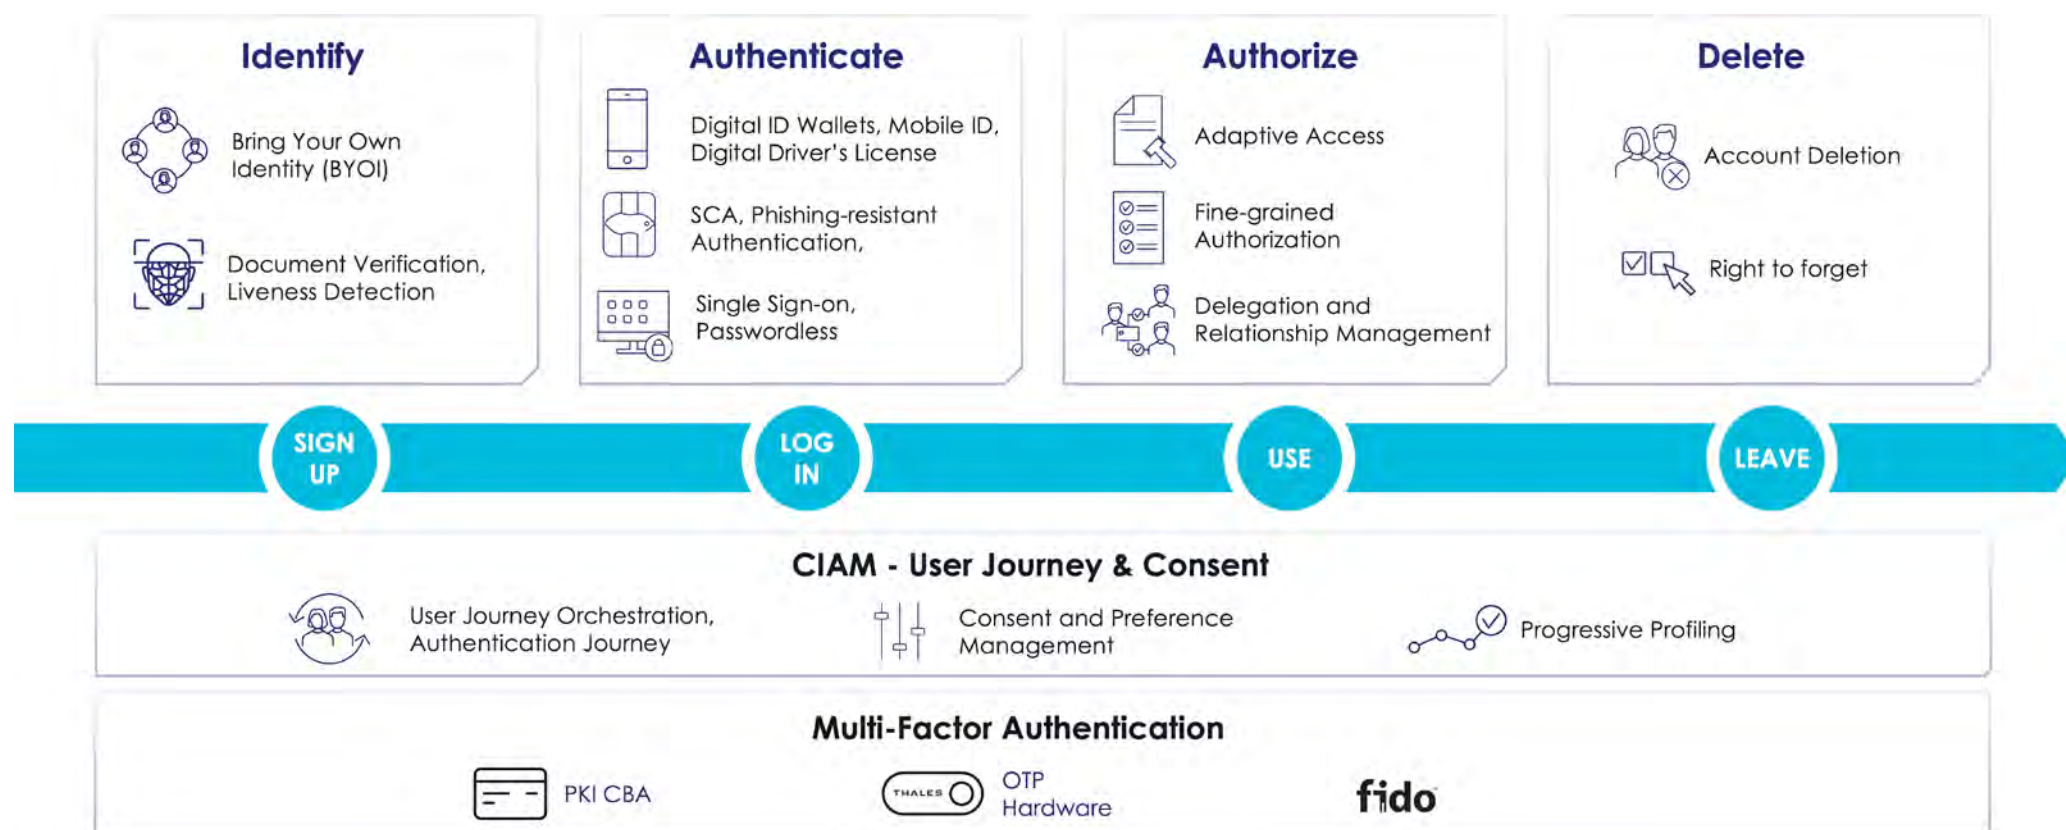 Identify
Bring Your Own
Identity (BYOI)
Document Verification,
Liveness Detection
Authenticate
Digital ID Wallets, Mobile ID,
Digital Driver's License
SCA, Phishing-resistant
Authentication,
Single Sign-on,
Passwordless
Authorize
Adaptive Access
Fine-grained
Authorization
Delegation and
Relationship Management
Delete
Account Deletion
Right to forget
SIGN
UP
LOG
IN
USE
LEAVE
CIAM - User Journey & Consent
User Journey Orchestration,
Authentication Journey
Consent and Preference
Management
Progressive Profiling
Multi-Factor Authentication
PKI CBA
THALES
OTP
Hardware
fido